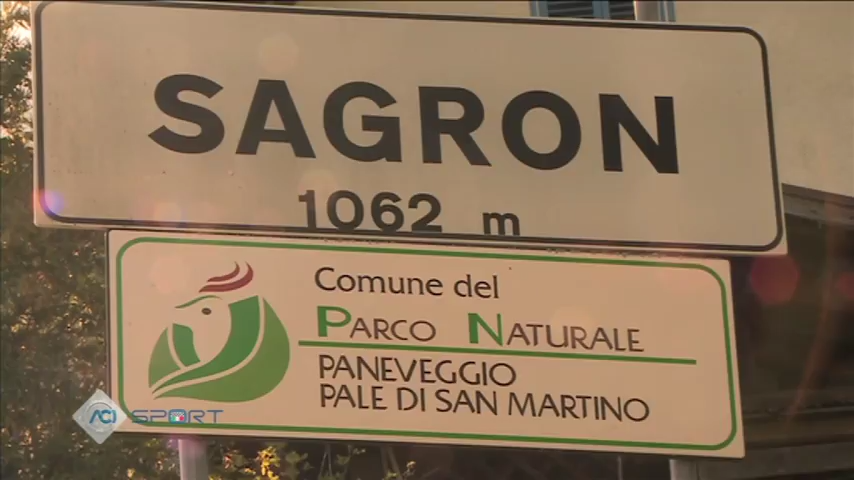 SAGRON
1062 m
Comune del
PARCO NATURALE
PANEVEGGIO
PALE DI SAN MARTINO
ACI SPORT